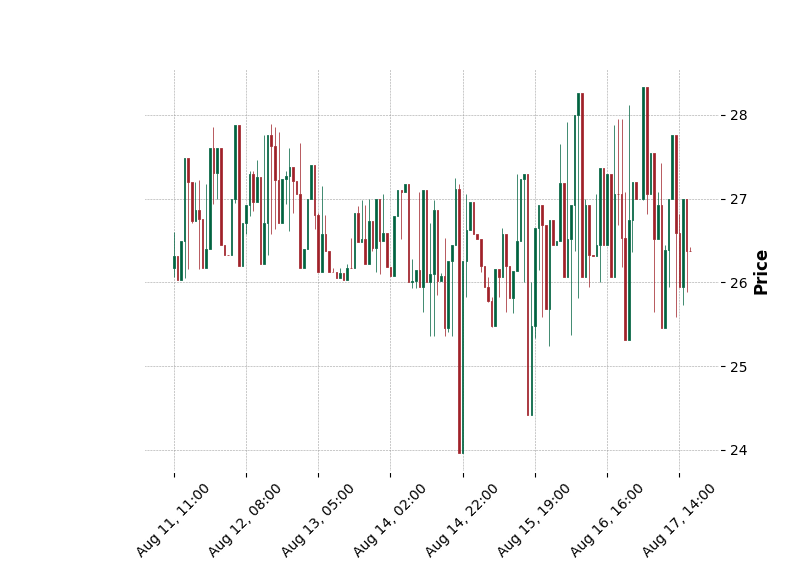 28
27
26
25
24
Price
Aug 11, 11:00
Aug 12, 08:00
Aug 13, 05:00
Aug 14, 02:00
Aug 14, 22:00
Aug 15, 19:00
Aug 16, 16:00
Aug 17, 14:00